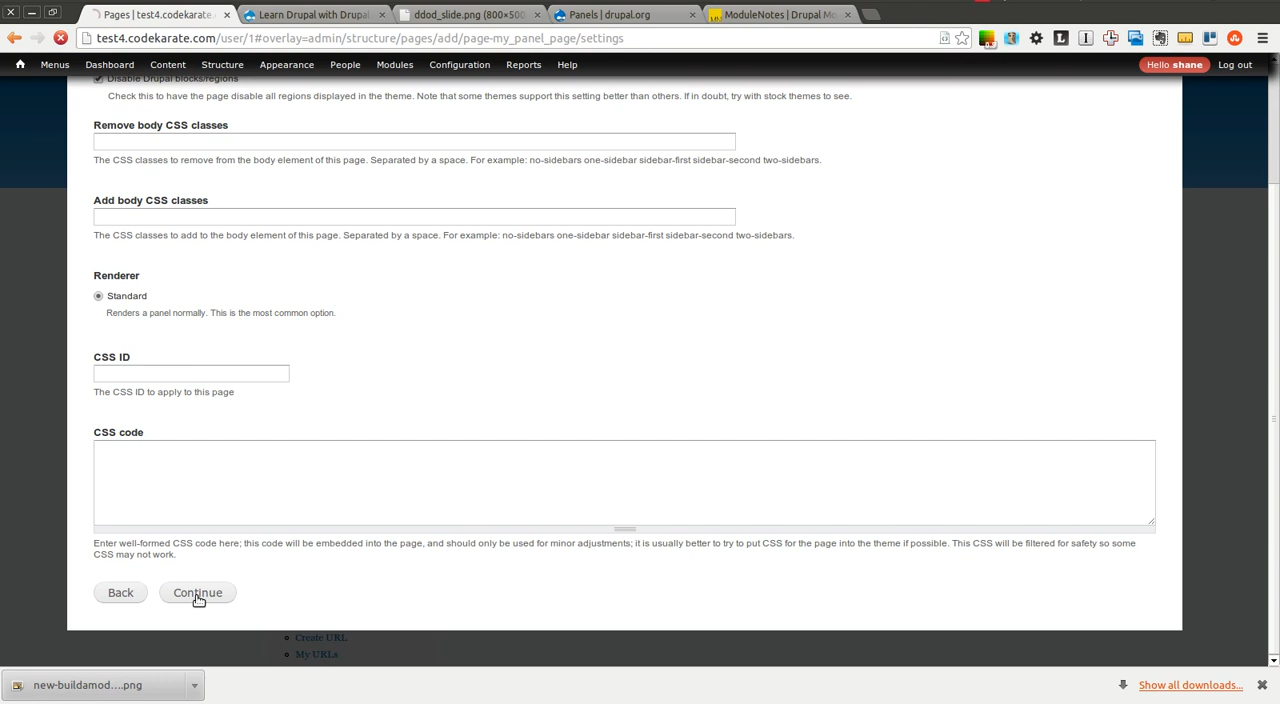 Pages | test4.codekarate.
Learn Drupal with Drupal
ddod_slide.png (800×500
Panels | drupal.org
ModuleNotes | Drupal Mo
test4.codekarate.com/user/1#overlay=admin/structure/pages/add/page-my_panel_page/settings
Menus Department Content Structure Appearance People Modules Configuration Reports Help Hello shane Log out
Disable Drupal blocks/regions
Check this to have the page disable all regions displayed in the theme. Note that some themes support this setting better than others. If in doubt, try with stock themes to see.
Remove body CSS classes
The CSS classes to remove from the body element of this page. Separated by a space. For example: no-sidebars one-sidebar sidebar-first sidebar-second two-sidebars.
Add body CSS classes
The CSS classes to add to the body element of this page. Separated by a space. For example: no-sidebars one-sidebar sidebar-first sidebar-second two-sidebars.
Renderer
Standard
Renders a panel normally. This is the most common option.
CSS ID
The CSS ID to apply to this page
CSS code
Enter well-formed CSS code here; this code will be embedded into the page, and should only be used for minor adjustments; it is usually better to try to put CSS for the page into the theme if possible. This CSS will be filtered for safety so some
CSS may not work.
Back Continue
Create URL
My URLs
new-buildamod....png
Show all downloads...